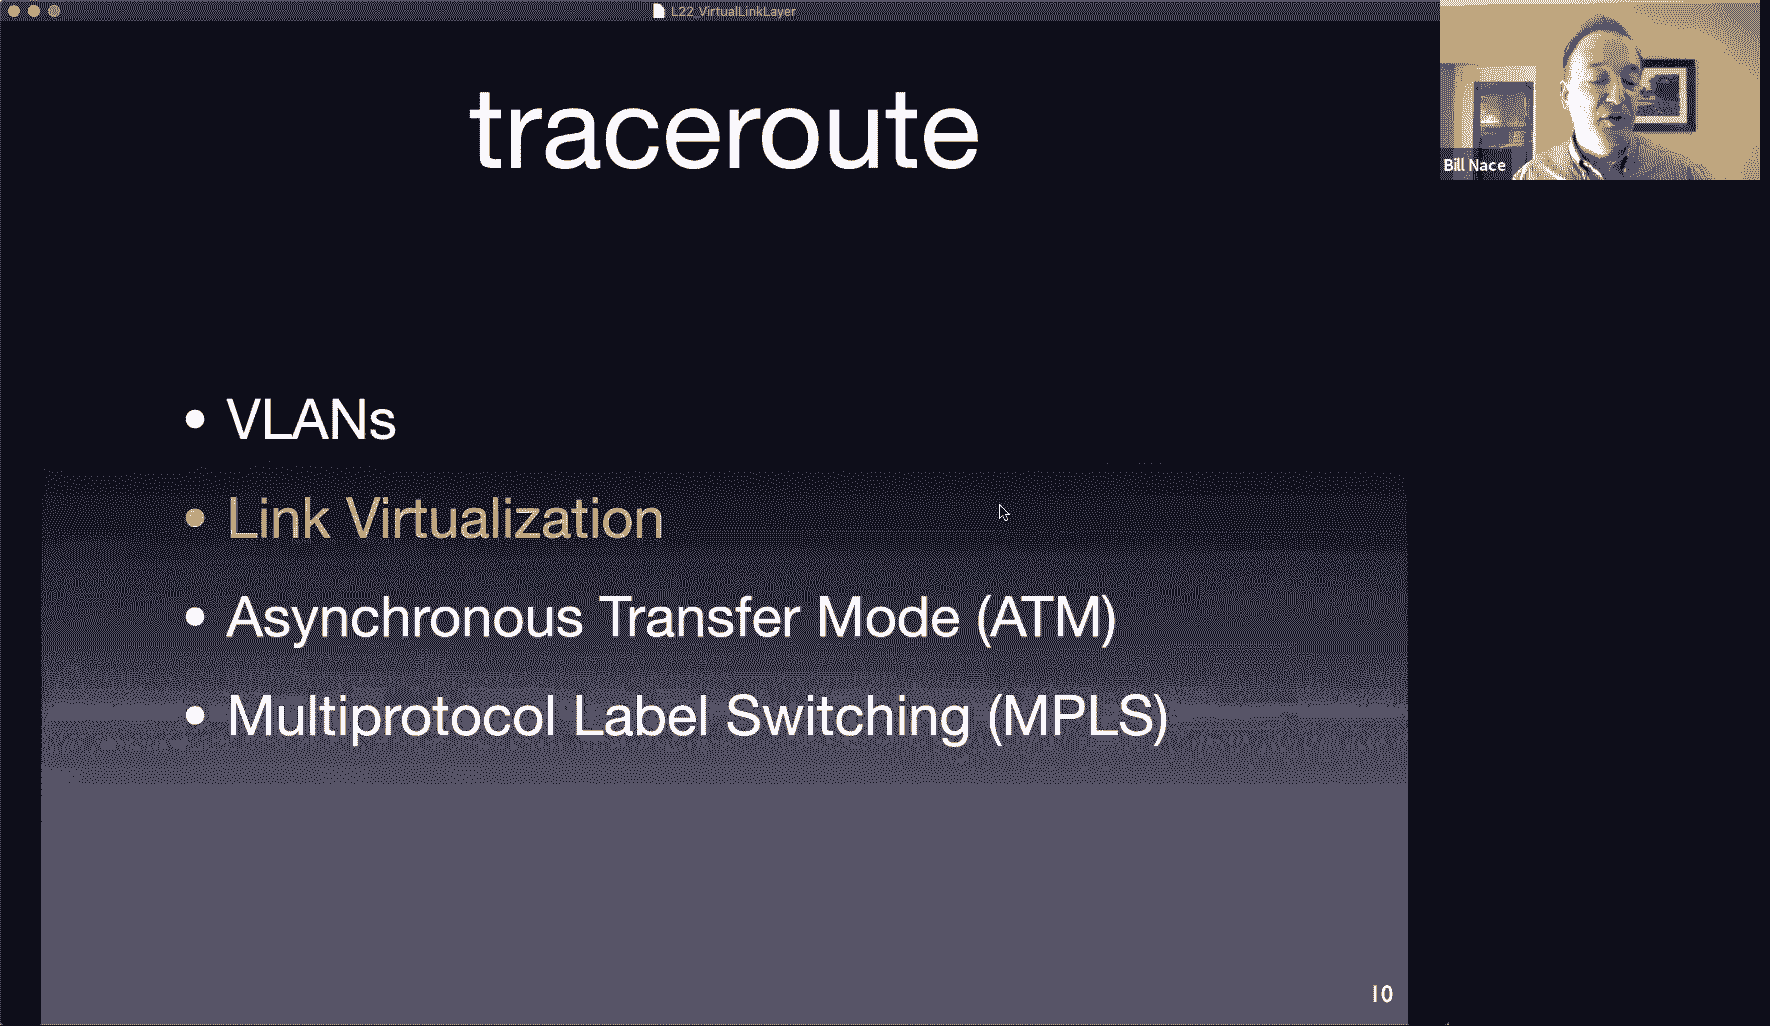 L22_VirtualLinkLayer
Bill Nace
traceroute
• VLANs
• Link Virtualization
• Asynchronous Transfer Mode (ATM)
• Multiprotocol Label Switching (MPLS)
10